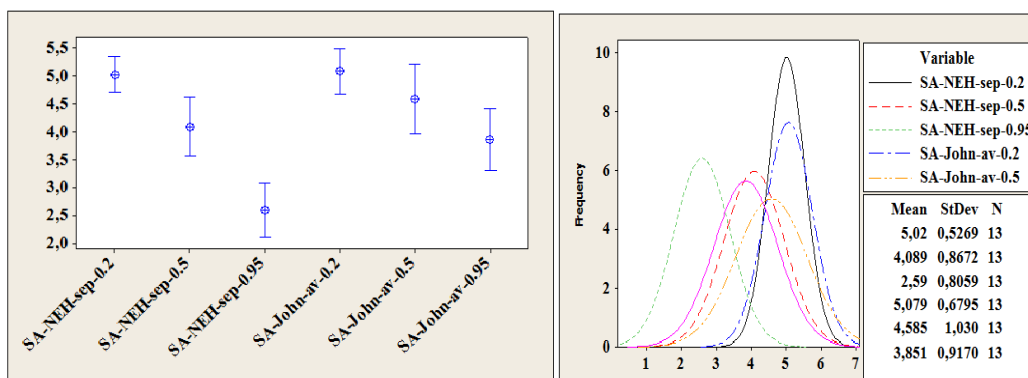 5,5
5,0
4,5
4,0
3,5
3,0
2,5
2,0
SA-NEH-sep-0.2
SA-NEH-sep-0.5
SA-NEH-sep-0.95
SA-John-av-0.2
SA-John-av-0.5
SA-John-av-0.95
Frequency
10
8
6
4
2
0
1 2 3 4 5 6 7
Variable
SA-NEH-sep-0.2
SA-NEH-sep-0.5
SA-NEH-sep-0.95
SA-John-av-0.2
SA-John-av-0.5
Mean StDev N
5,02 0,5269 13
4,089 0,8672 13
2,59 0,8059 13
5,079 0,6795 13
4,585 1,030 13
3,851 0,9170 13